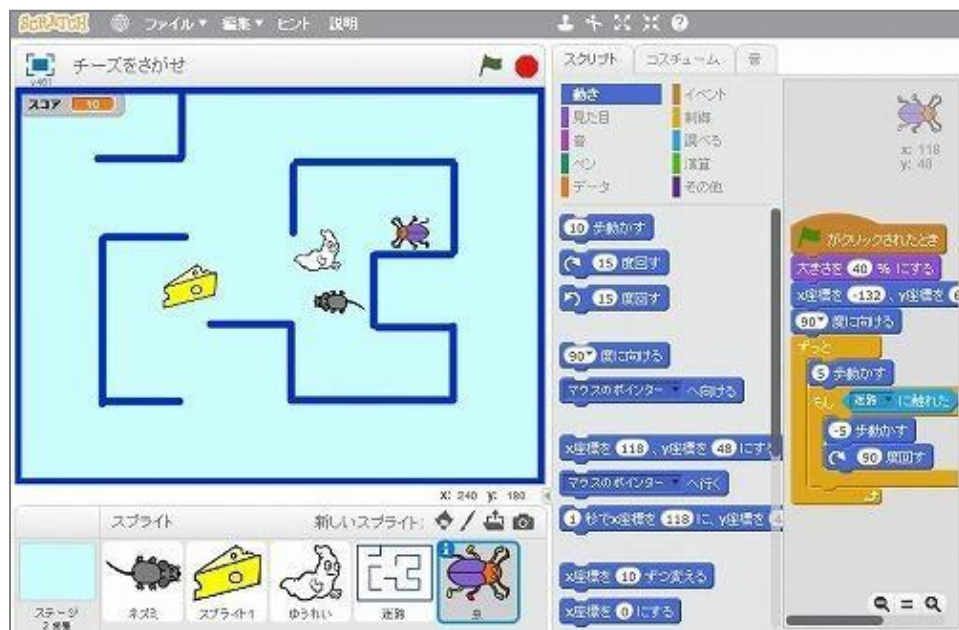 SCRATCH ファイル▼ 編集▼ ヒント 説明
v461
チーズをさがせ
スコア 10
x: 240 y: 180
スプライト 新しいスプライト:
ステージ
2 背景
ネズミ
スプライト1
ゆうれい
迷路
虫
スクリプト コスチューム 音
動き イベント
見た目 制御
音 調べる
ペン 演算
データ その他
10 歩動かす
15 度回す
15 度回す
90▼ 度に向ける
マウスのポインター へ向ける
x座標を 118 、y座標を 48 にする
マウスのポインター へ行く
1 秒でx座標を 118 に、y座標を
x座標を 10 ずつ変える
x座標を 0 にする
x: 118
y: 48
がクリックされたとき
大きさを 40 % にする
x座標を -132 、y座標を 6
90▼ 度に向ける
ずっと
5 歩動かす
もし 迷路 に触れた
-5 歩動かす
90 度回す